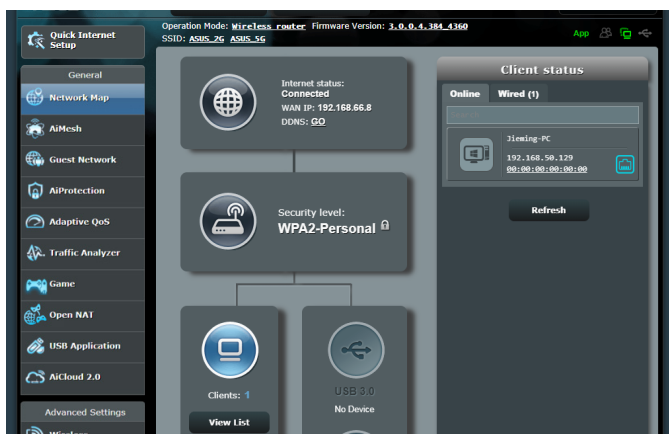 Quick Internet
Setup
General
Network Map
AiMesh
Guest Network
AiProtection
Adaptive QoS
Traffic Analyzer
Game
Open NAT
USB Application
AiCloud 2.0
Advanced Settings
Wireless
Operation Mode: Wireless router Firmware Version: 3.0.0.4.384_4360
SSID: ASUS_2G ASUS_5G
App
Internet status:
Connected
WAN IP: 192.168.66.8
DDNS: GO
Security level:
WPA2-Personal
Clients: 1
View List
USB 3.0
No Device
Client status
Online Wired (1)
Search
Jieming-PC
192.168.50.129
00:00:00:00:00:00
Refresh